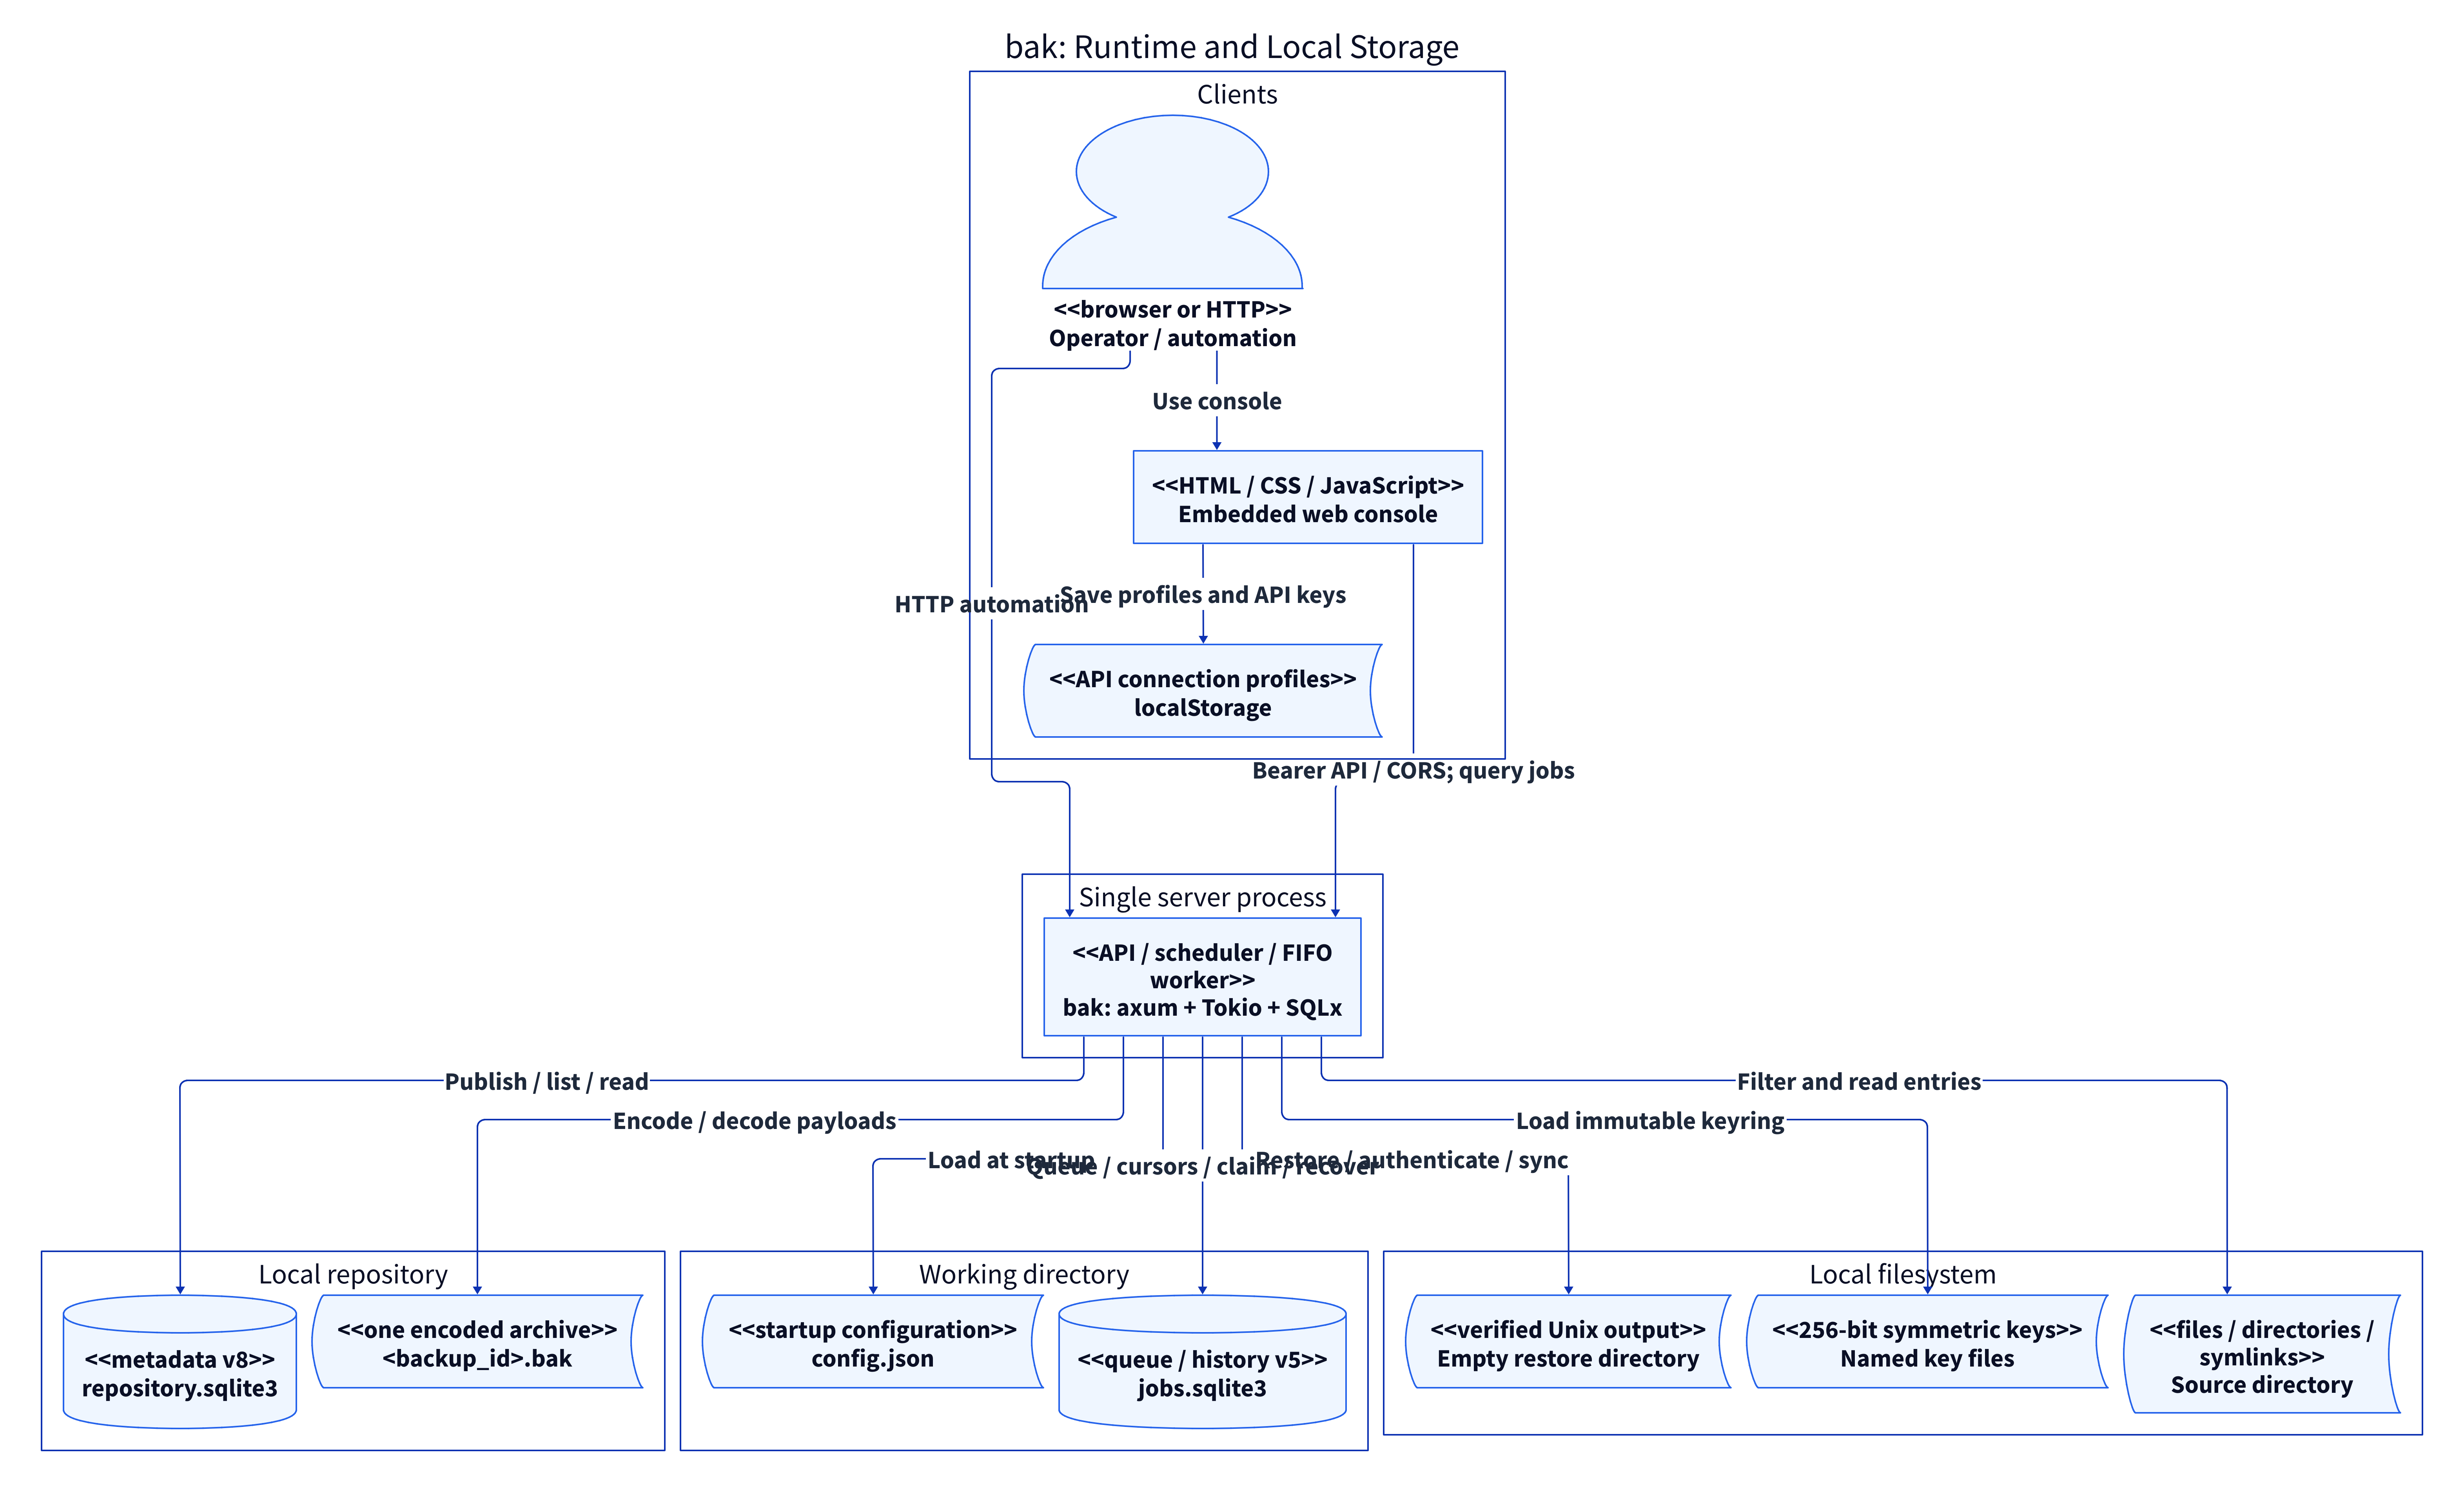 bak: Runtime and Local Storage
Clients
<<browser or HTTP>>
Operator / automation
Use console
<<HTML / CSS / JavaScript>>
Embedded web console
HTTP automation
Save profiles and API keys
<<API connection profiles>>
localStorage
Bearer API / CORS; query jobs
Single server process
<<API / scheduler / FIFO
worker>>
bak: axum + Tokio + SQLx
Publish / list / read
Filter and read entries
Encode / decode payloads
Load immutable keyring
Load at startup
Queue / cursors / claim / recover
Restore / authenticate / sync
Local repository
<<metadata v8>>
repository.sqlite3
<<one encoded archive>>
<backup_id>.bak
Working directory
<<startup configuration>>
config.json
<<queue / history v5>>
jobs.sqlite3
Local filesystem
<<verified Unix output>>
Empty restore directory
<<256-bit symmetric keys>>
Named key files
<<files / directories /
symlinks>>
Source directory